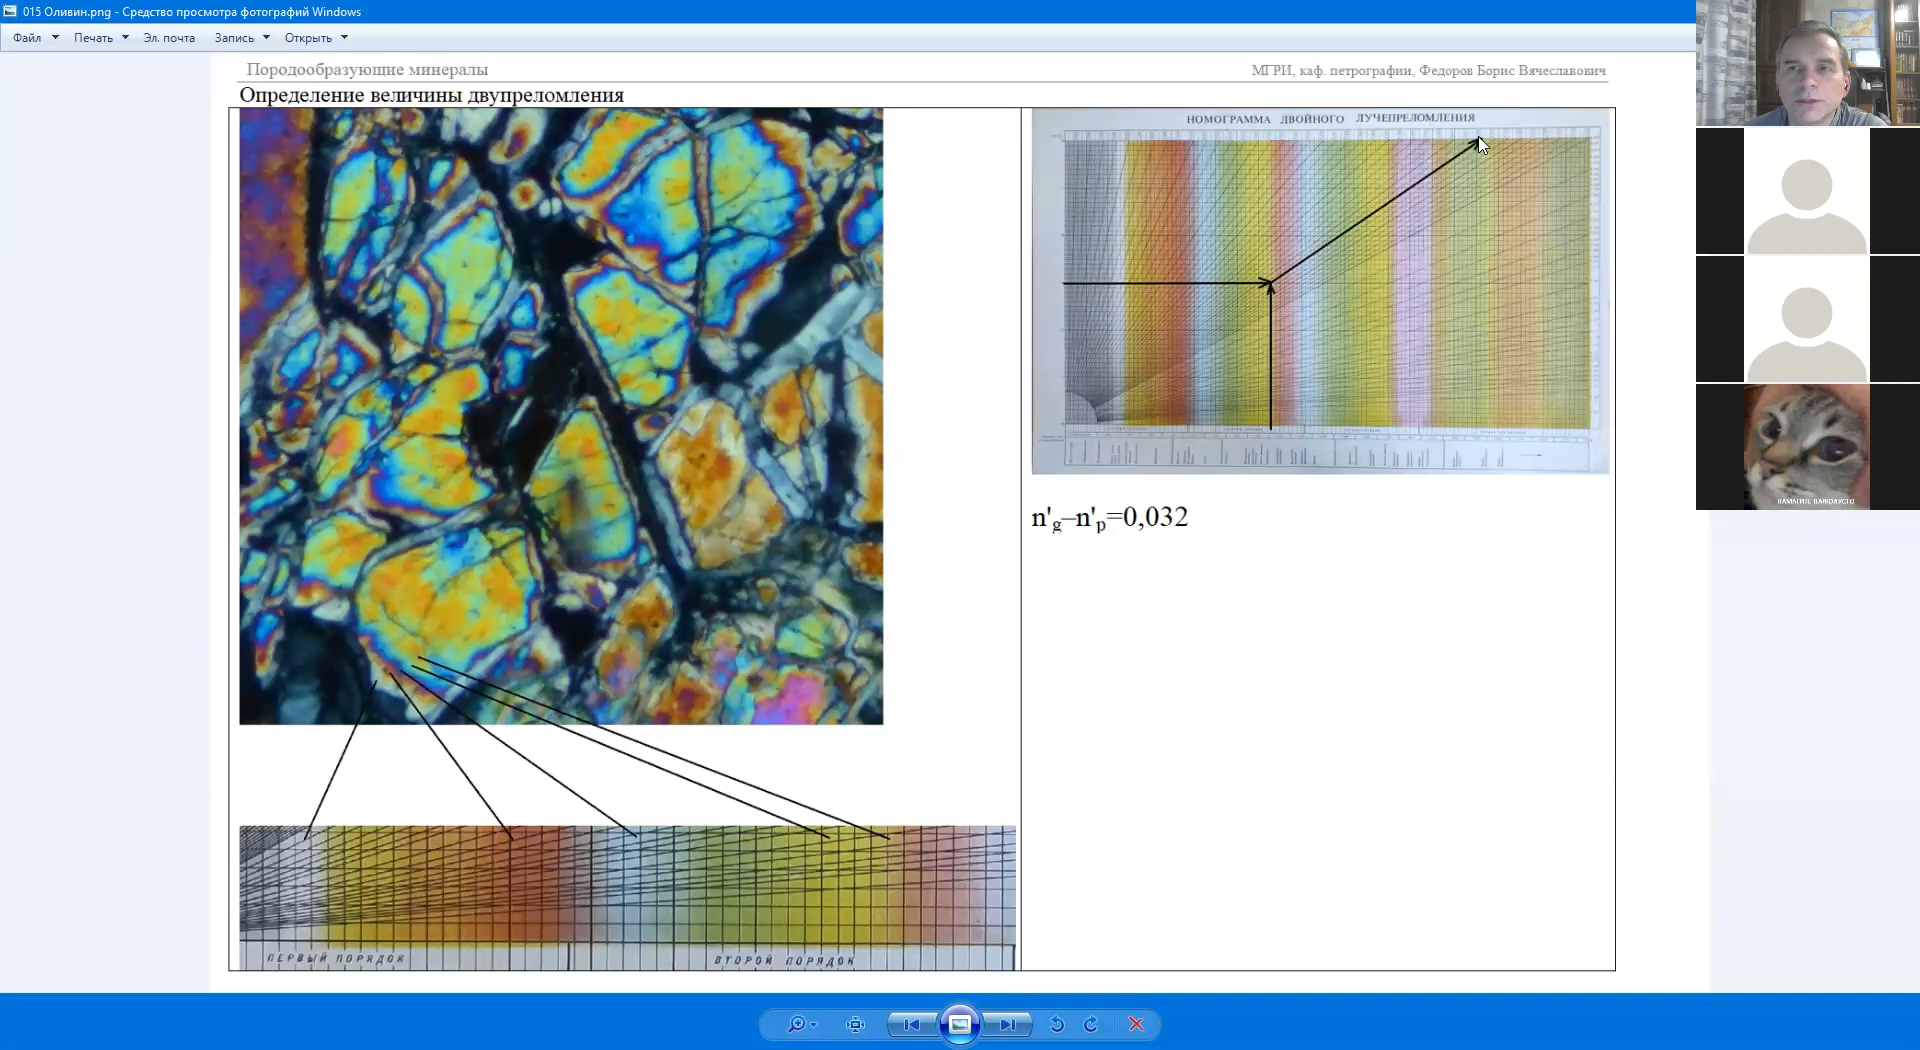 015 Оливин.png - Средство просмотра фотографий Windows
Файл Печать Эл. почта Запись Открыть
Породообразующие минералы
МГРИ, каф. петрографии, Федоров Борис Вячеславович
Определение величины двупреломления
НОМОГРАММА ДВОЙНОГО ЛУЧЕПРЕЛОМЛЕНИЯ
n'g–n'p=0,032
ПЕРВЫЙ ПОРЯДОК
ВТОРОЙ ПОРЯДОК